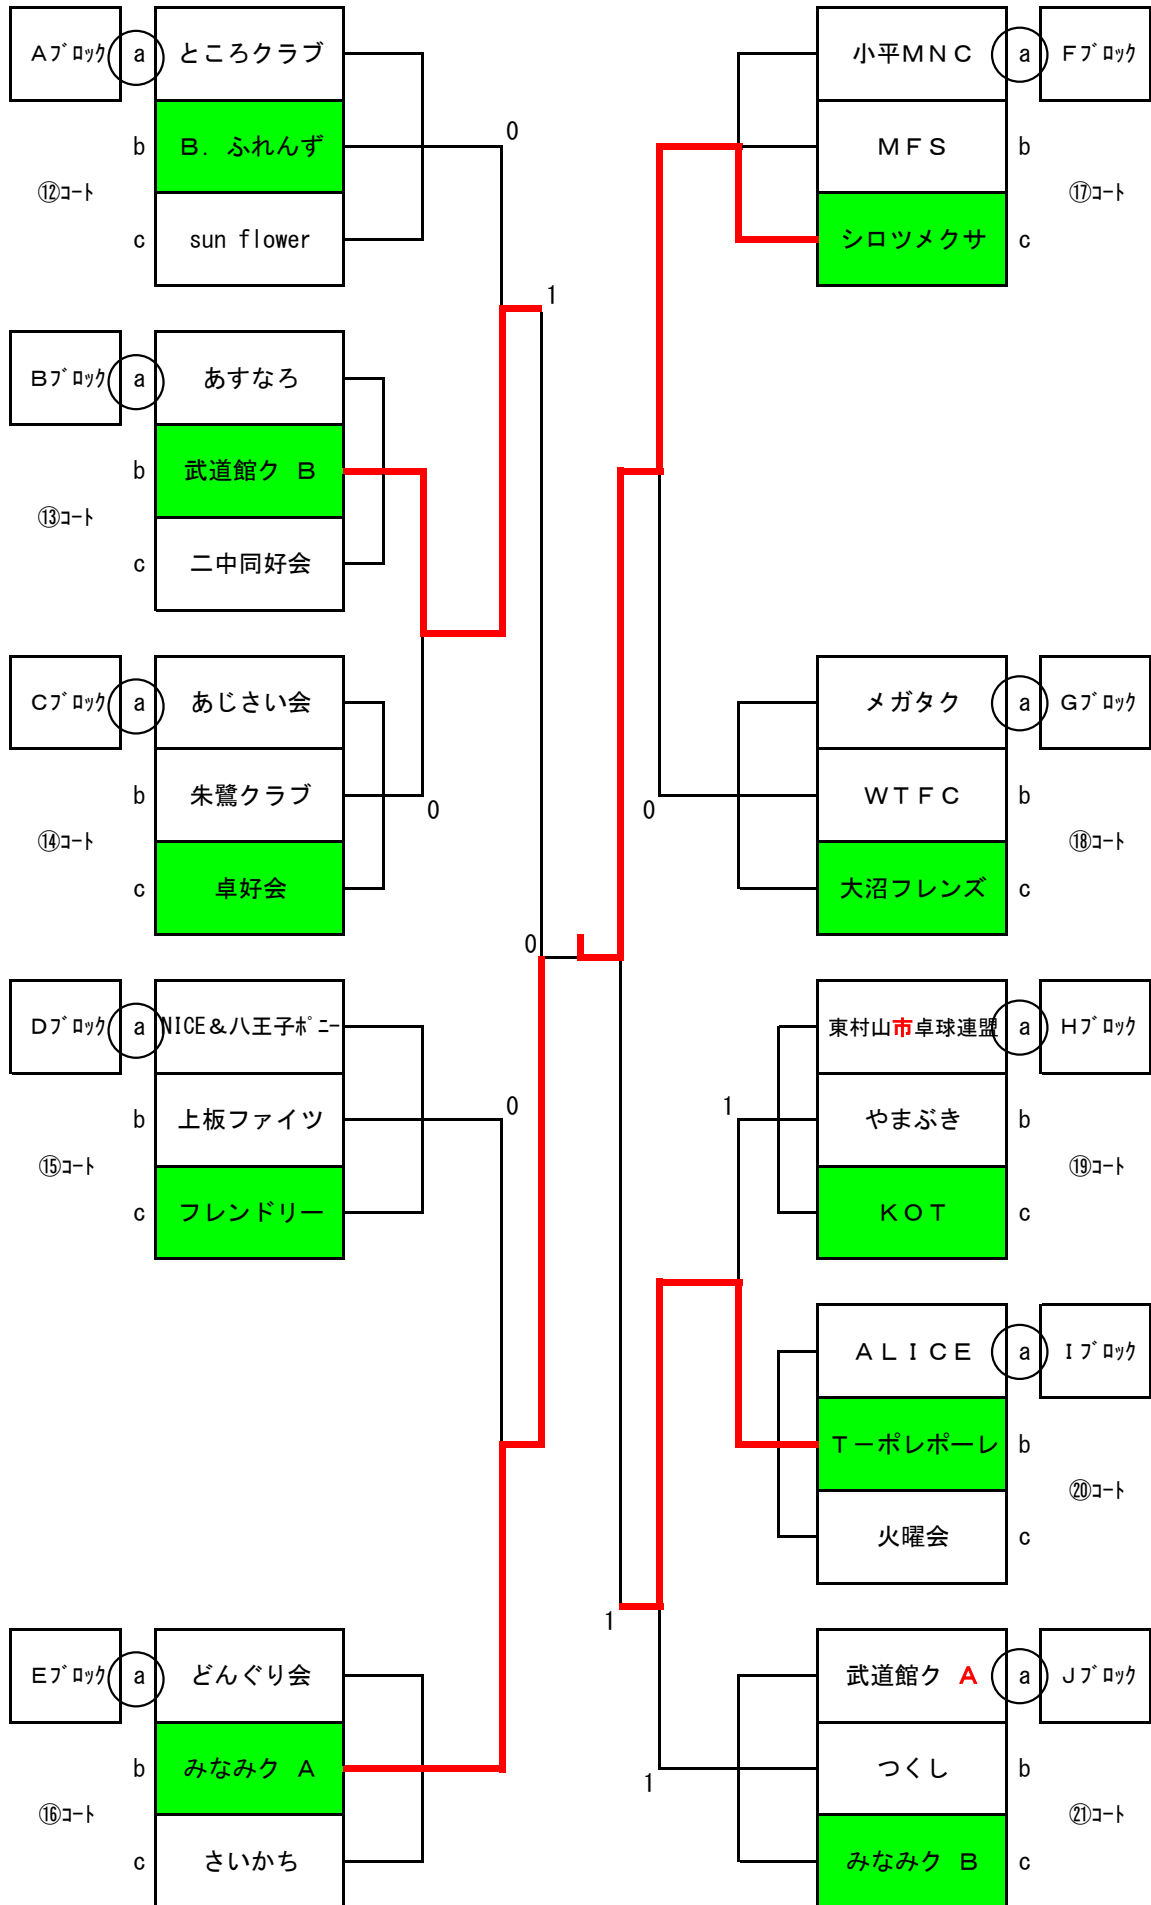 Aﾌﾞﾛｯｸ a ところクラブ
b B．ふれんず
⑫ｺｰﾄ
c sun flower
0
1
Bﾌﾞﾛｯｸ a あすなろ
b 武道館ク B
⑬ｺｰﾄ
c 二中同好会
Cﾌﾞﾛｯｸ a あじさい会
b 朱鷺クラブ
0
⑭ｺｰﾄ
c 卓好会
0
Dﾌﾞﾛｯｸ a NICE＆八王子ﾎﾟﾆｰ
b 上板ファイツ
0
⑮ｺｰﾄ
c フレンドリー
Eﾌﾞﾛｯｸ a どんぐり会
b みなみク A
⑯ｺｰﾄ
c さいかち
小平MNC a Fﾌﾞﾛｯｸ
MFS b
⑰ｺｰﾄ
シロツメクサ c
メガタク a Gﾌﾞﾛｯｸ
WTFC b
0
⑱ｺｰﾄ
大沼フレンズ c
東村山市卓球連盟 a Hﾌﾞﾛｯｸ
1
やまぶき b
⑲ｺｰﾄ
KOT c
ALICE a Iﾌﾞﾛｯｸ
T－ポレポーレ b
⑳ｺｰﾄ
火曜会 c
1
武道館ク A a Jﾌﾞﾛｯｸ
つくし b
1
㉑ｺｰﾄ
みなみク B c